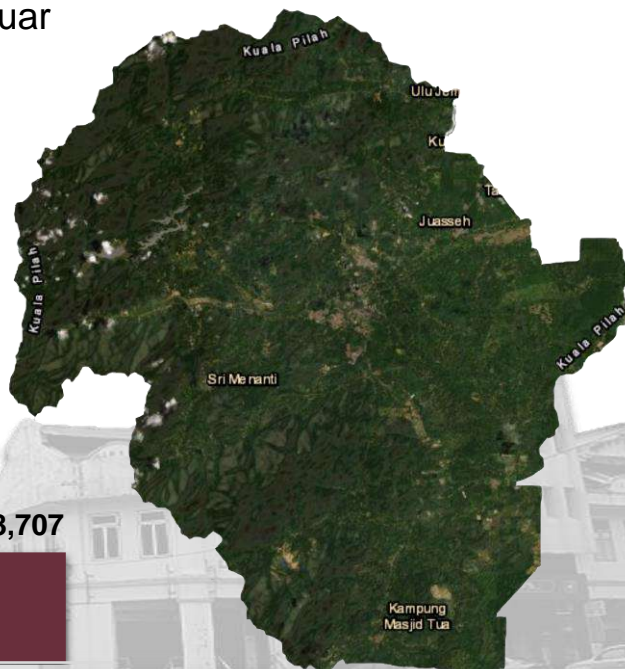 uar
Kuala Pilah
Ulu Jem
Ku
Ta
Juasseh
Kuala Pilah
Kuala Pilah
Sri Menanti
3,707
Kampung
Masjid Tua